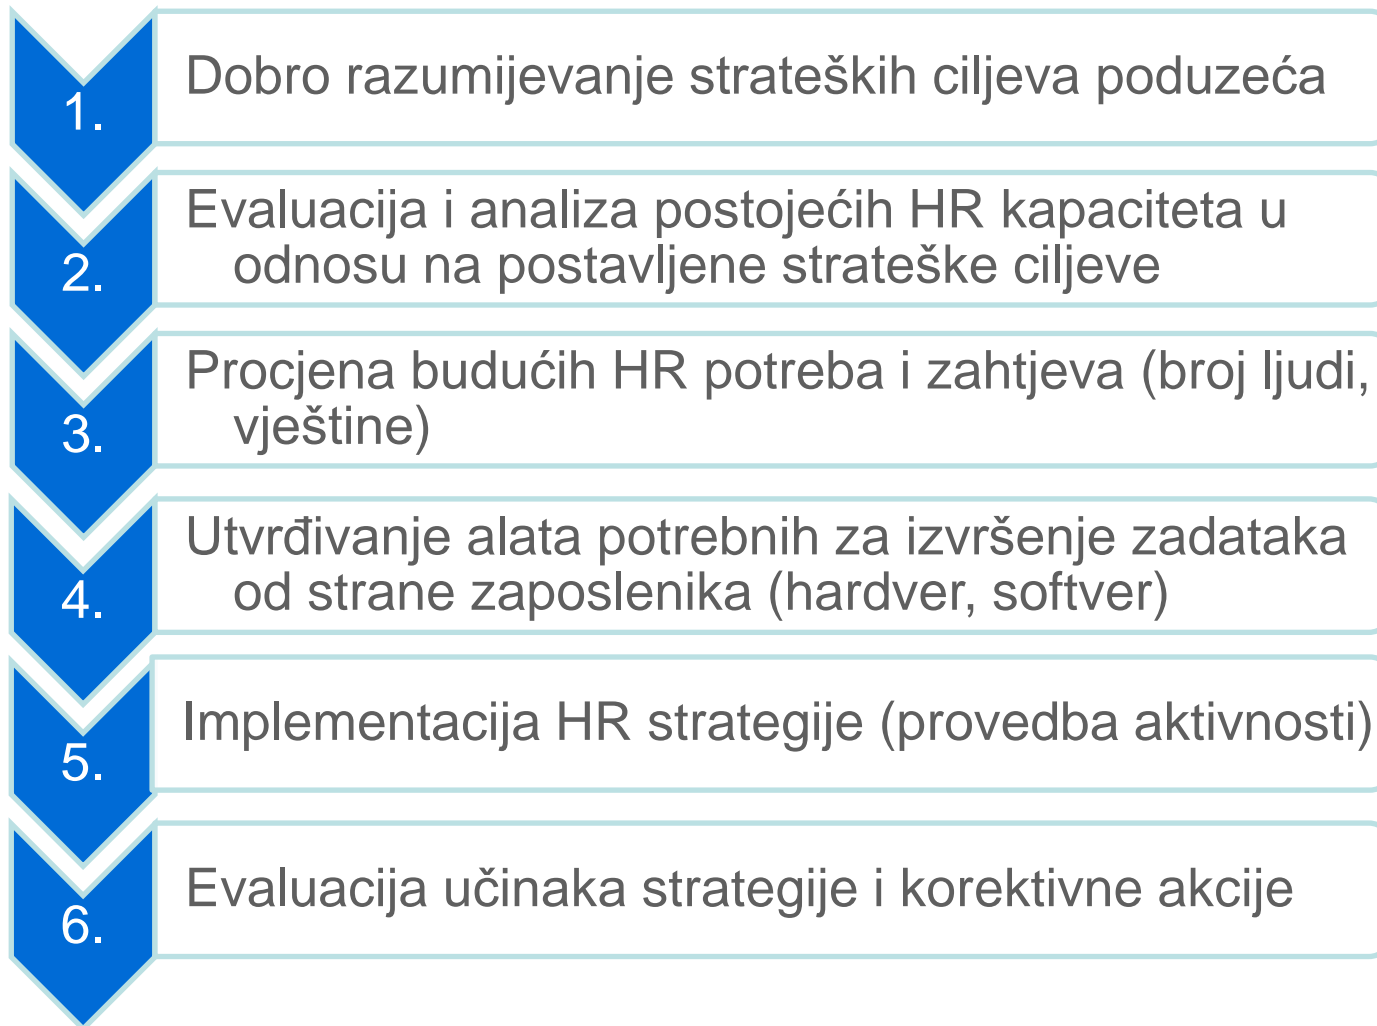 1.
Dobro razumijevanje strateških ciljeva poduzeća
2.
Evaluacija i analiza postojećih HR kapaciteta u
odnosu na postavljene strateške ciljeve
3.
Procjena budućih HR potreba i zahtjeva (broj ljudi,
vještine)
4.
Utvrđivanje alata potrebnih za izvršenje zadataka
od strane zaposlenika (hardver, softver)
5.
Implementacija HR strategije (provedba aktivnosti)
6.
Evaluacija učinaka strategije i korektivne akcije